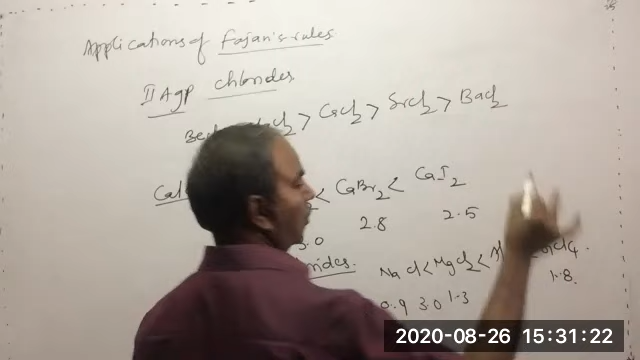 Applications of Fajan's rules
II A gp chlorides
> CaCl2 > SrCl2 > BaCl2
< CaBr2 < CaI2
3.0 2.8 2.5
NaCl < MgCl2 <
0.9 3.0 1.3 1.8
2020-08-26 15:31:22